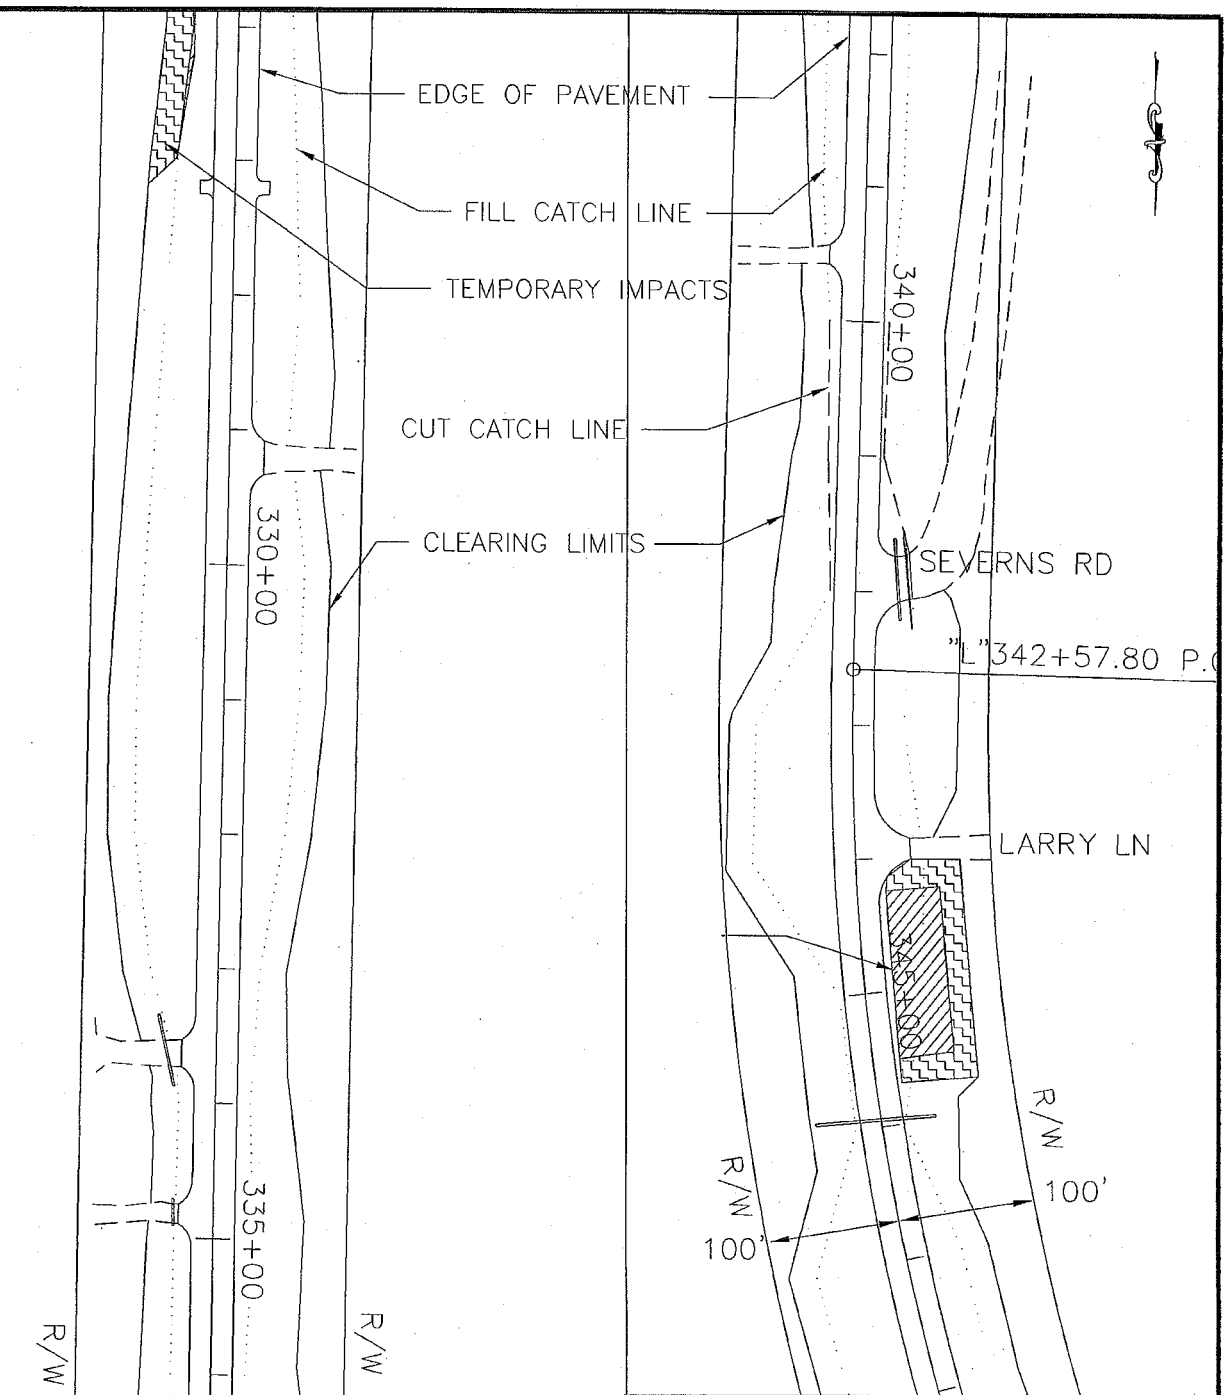 EDGE OF PAVEMENT
FILL CATCH LINE
TEMPORARY IMPACTS
CUT CATCH LINE
CLEARING LIMITS
330+00
335+00
R/W
R/W
340+00
SEVERNS RD
"L"342+57.80 P.
LARRY LN
345+00
R/W
R/W
100'
100'